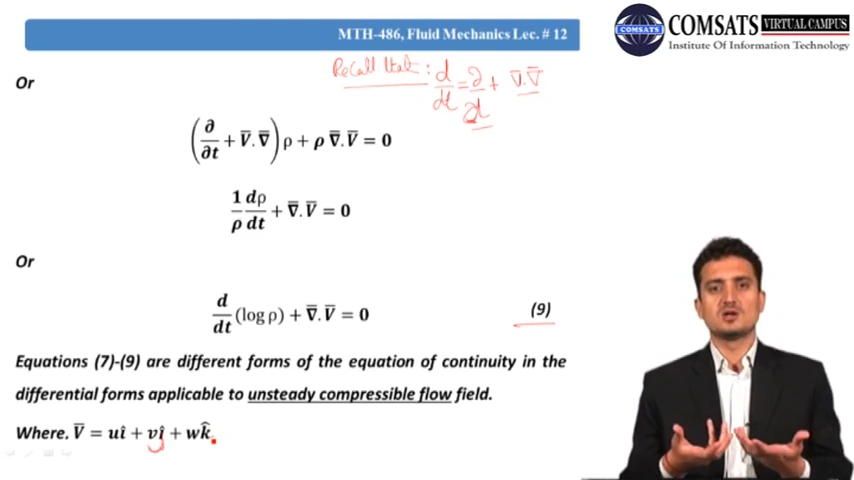 MTH-486, Fluid Mechanics Lec. # 12
COMSATS VIRTUAL CAMPUS
Institute Of Information Technology
Recall that : d/dt = ∂/∂t + V̅.∇̅
Or
(∂/∂t + V̅.∇̅)ρ + ρ ∇̅.V̅ = 0
1/ρ dρ/dt + ∇̅.V̅ = 0
Or
d/dt (log ρ) + ∇̅.V̅ = 0 (9)
Equations (7)-(9) are different forms of the equation of continuity in the
differential forms applicable to unsteady compressible flow field.
Where, V̅ = uî + vî + wk̂.